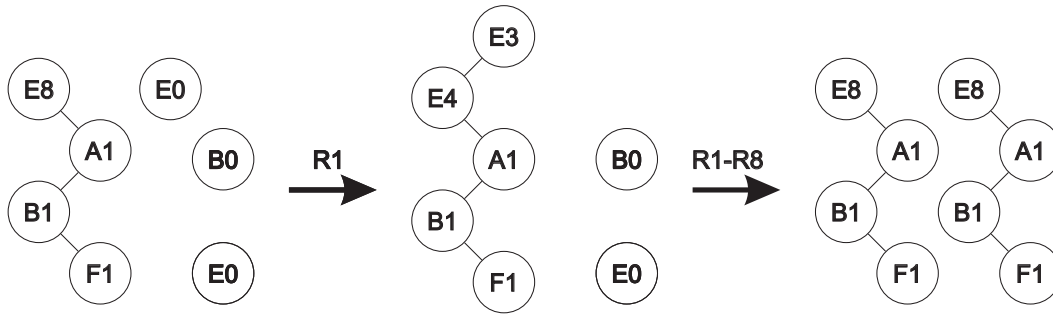 E8 E0
A1
B0
B1
F1 E0
R1
E3
E4
A1 B0
B1
F1 E0
R1-R8
E8 E8
A1 A1
B1 B1
F1 F1